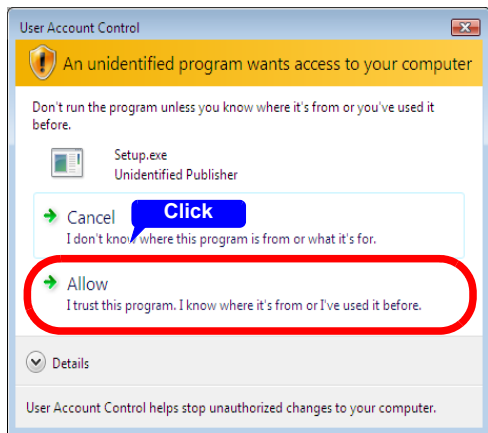 User Account Control
An unidentified program wants access to your computer
Don't run the program unless you know where it's from or you've used it
before.
Setup.exe
Unidentified Publisher
Cancel
Click
I don't know where this program is from or what it's for.
Allow
I trust this program. I know where it's from or I've used it before.
Details
User Account Control helps stop unauthorized changes to your computer.